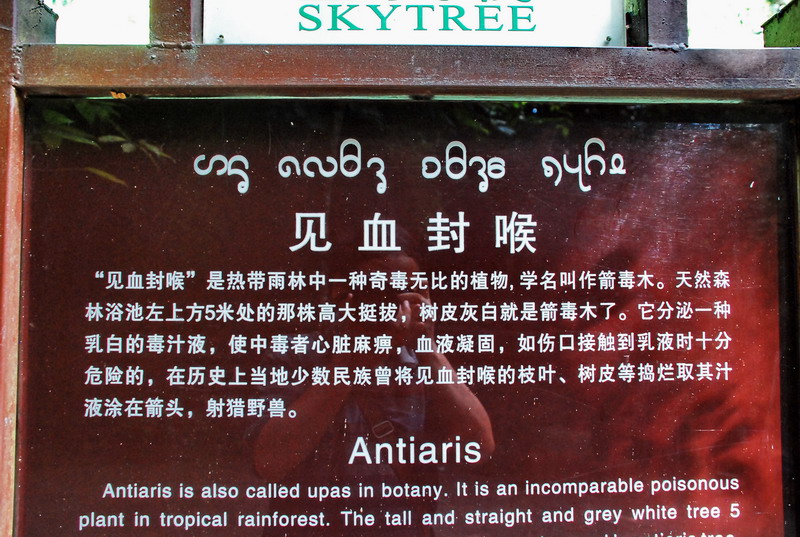 SKYTREE
见血封喉
“见血封喉”是热带雨林中一种奇毒无比的植物,学名叫作箭毒木。天然森
林浴池左上方5米处的那株高大挺拔，树皮灰白就是箭毒木了。它分泌一种
乳白的毒汁液，使中毒者心脏麻痹，血液凝固，如伤口接触到乳液时十分
危险的，在历史上当地少数民族曾将见血封喉的枝叶、树皮等捣烂取其汁
液涂在箭头，射猎野兽。
Antiaris
Antiaris is also called upas in botany. It is an incomparable poisonous
plant in tropical rainforest. The tall and straight and grey white tree 5